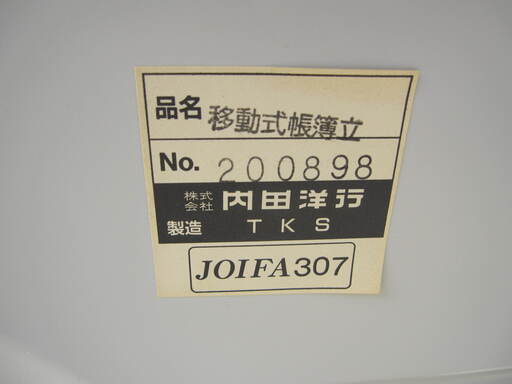 品名 移動式帳簿立
No. 200898
株式会社 内田洋行
製造 TKS
JOIFA307